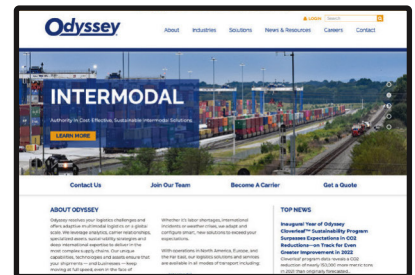 LOGIN Search
Odyssey
About Industries Solutions News & Resources Careers Contact
INTERMODAL
Authority in Cost Effective, Sustainable Intermodal Solutions
LEARN MORE
Contact Us Join Our Team Become A Carrier Get a Quote
ABOUT ODYSSEY
Odyssey resolves your logistics challenges and
offers adaptive multimodal logistics on a global
scale. We leverage analytics, carrier relationships,
specialized assets, sustainability strategies and
deep international expertise to deliver in the
most complex supply chains. Our unique
capabilities, technologies and assets ensure that
your shipments — and businesses — keep
moving at full speed, even in the face of
Whether it's labor shortages, international
incidents or weather crises, we adapt and
configure smart, new solutions to exceed your
expectations.
With operations in North America, Europe, and
the Far East, our logistics solutions and services
are available in all modes of transport including
TOP NEWS
Inaugural Year of Odyssey
Cloverleaf™ Sustainability Program
Surpasses Expectations in CO2
Reductions—on Track for Even
Greater Improvement in 2022
Cloverleaf program data reveals a CO2
reduction of nearly 150,000 more metric tons
in 2021 than originally forecasted.